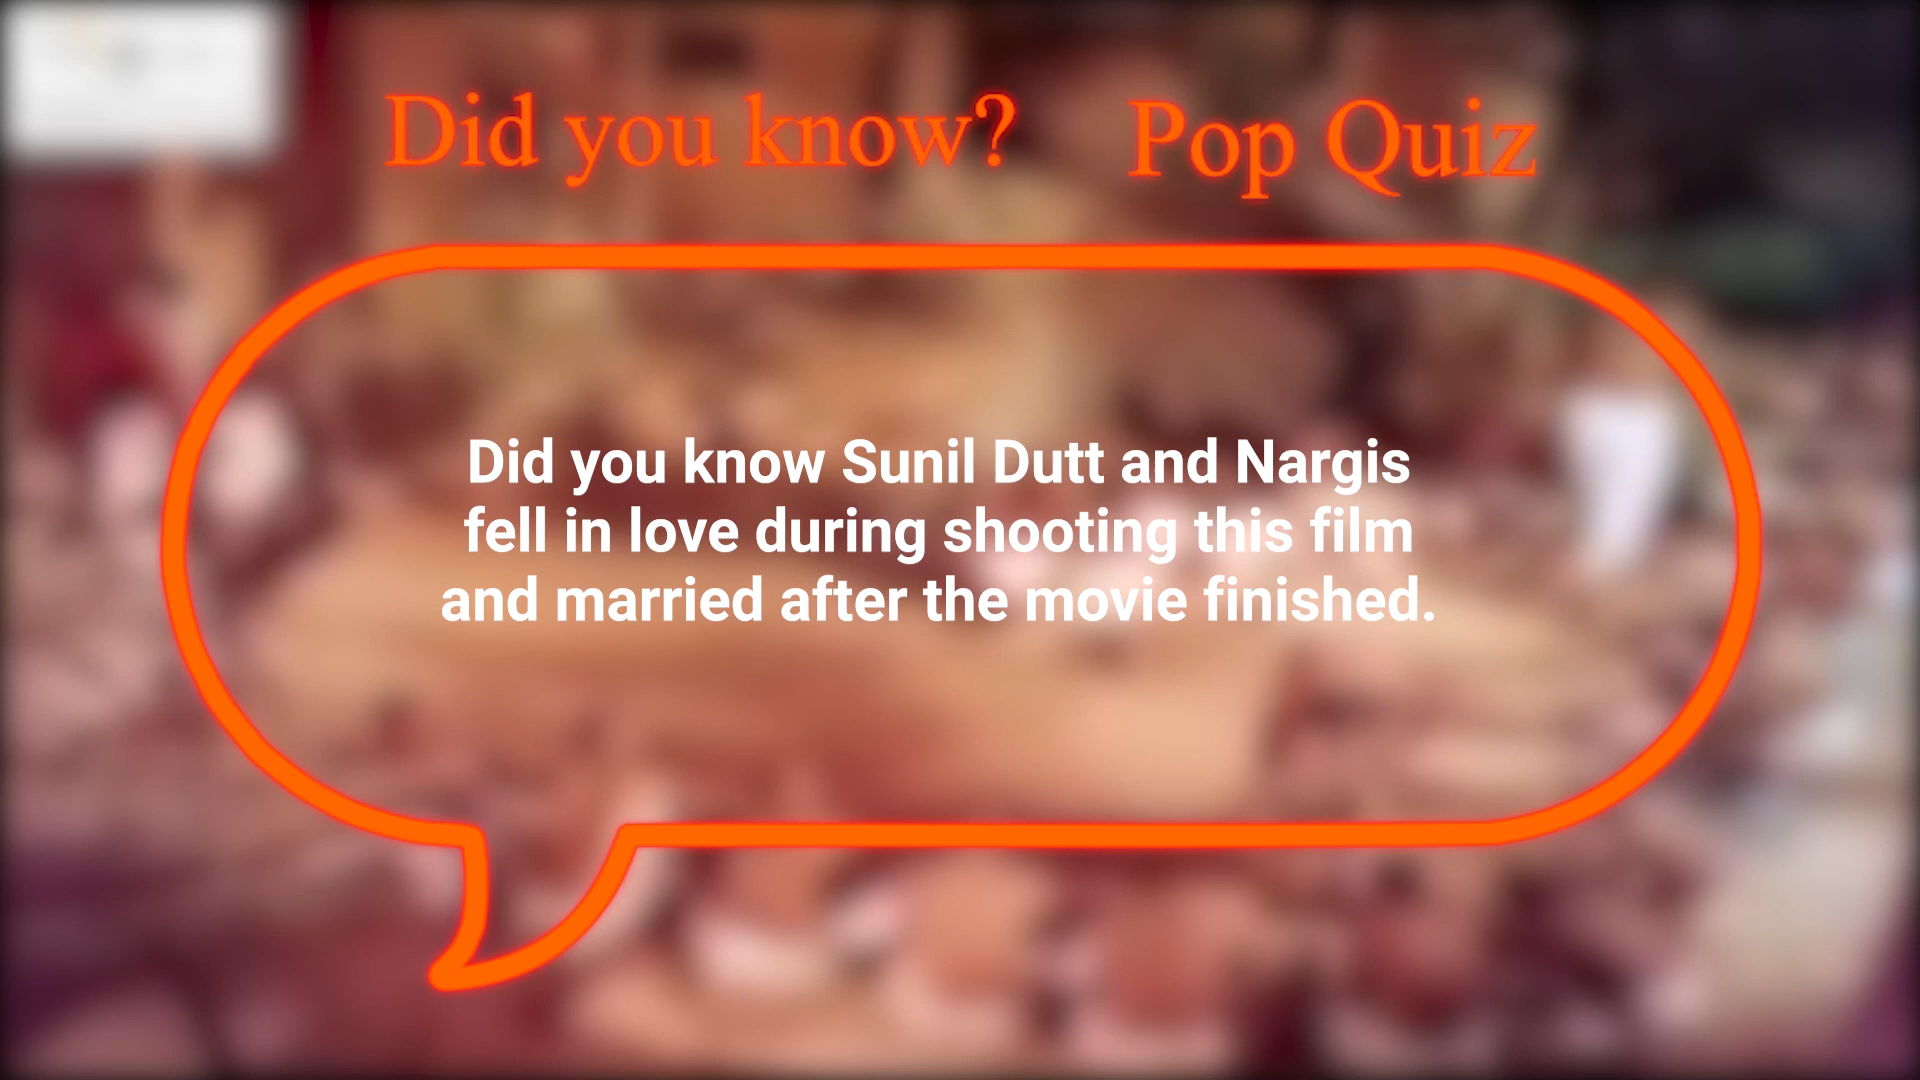 Did you know? Pop Quiz
Did you know Sunil Dutt and Nargis
fell in love during shooting this film
and married after the movie finished.